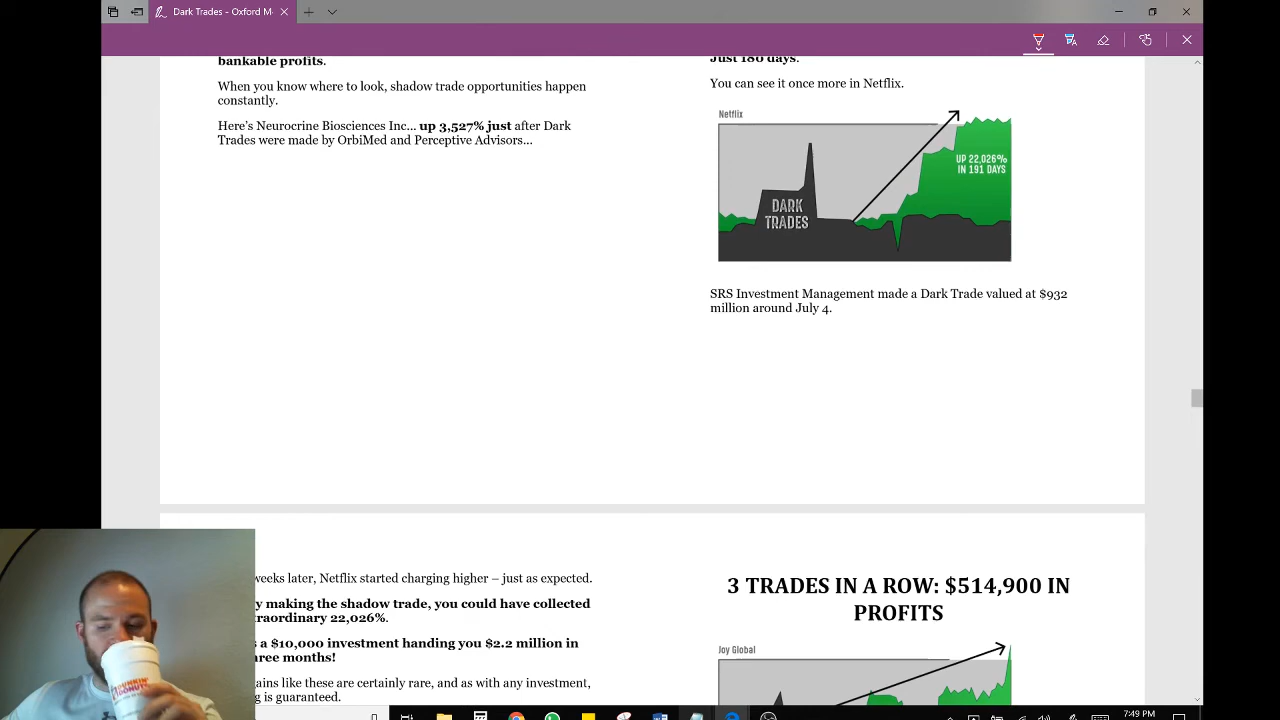 Dark Trades - Oxford M
bankable profits.
When you know where to look, shadow trade opportunities happen
constantly.
Here's Neurocrine Biosciences Inc... up 3,527% just after Dark
Trades were made by OrbiMed and Perceptive Advisors...
Just 180 days.
You can see it once more in Netflix.
Netflix
UP 22,026%
IN 191 DAYS
DARK
TRADES
SRS Investment Management made a Dark Trade valued at $932
million around July 4.
weeks later, Netflix started charging higher – just as expected.
making the shadow trade, you could have collected
22,026%.
a $10,000 investment handing you $2.2 million in
months!
like these are certainly rare, and as with any investment,
is guaranteed.
3 TRADES IN A ROW: $514,900 IN
PROFITS
Joy Global
DUNKIN'
DONUTS
7:49 PM